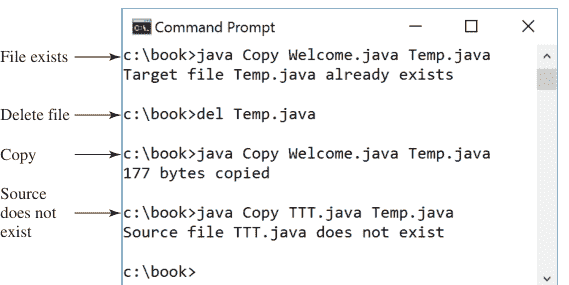 Command Prompt
File exists
c:\book>java Copy Welcome.java Temp.java
Target file Temp.java already exists
Delete file
c:\book>del Temp.java
Copy
c:\book>java Copy Welcome.java Temp.java
177 bytes copied
Source
does not
exist
c:\book>java Copy TTT.java Temp.java
Source file TTT.java does not exist
c:\book>